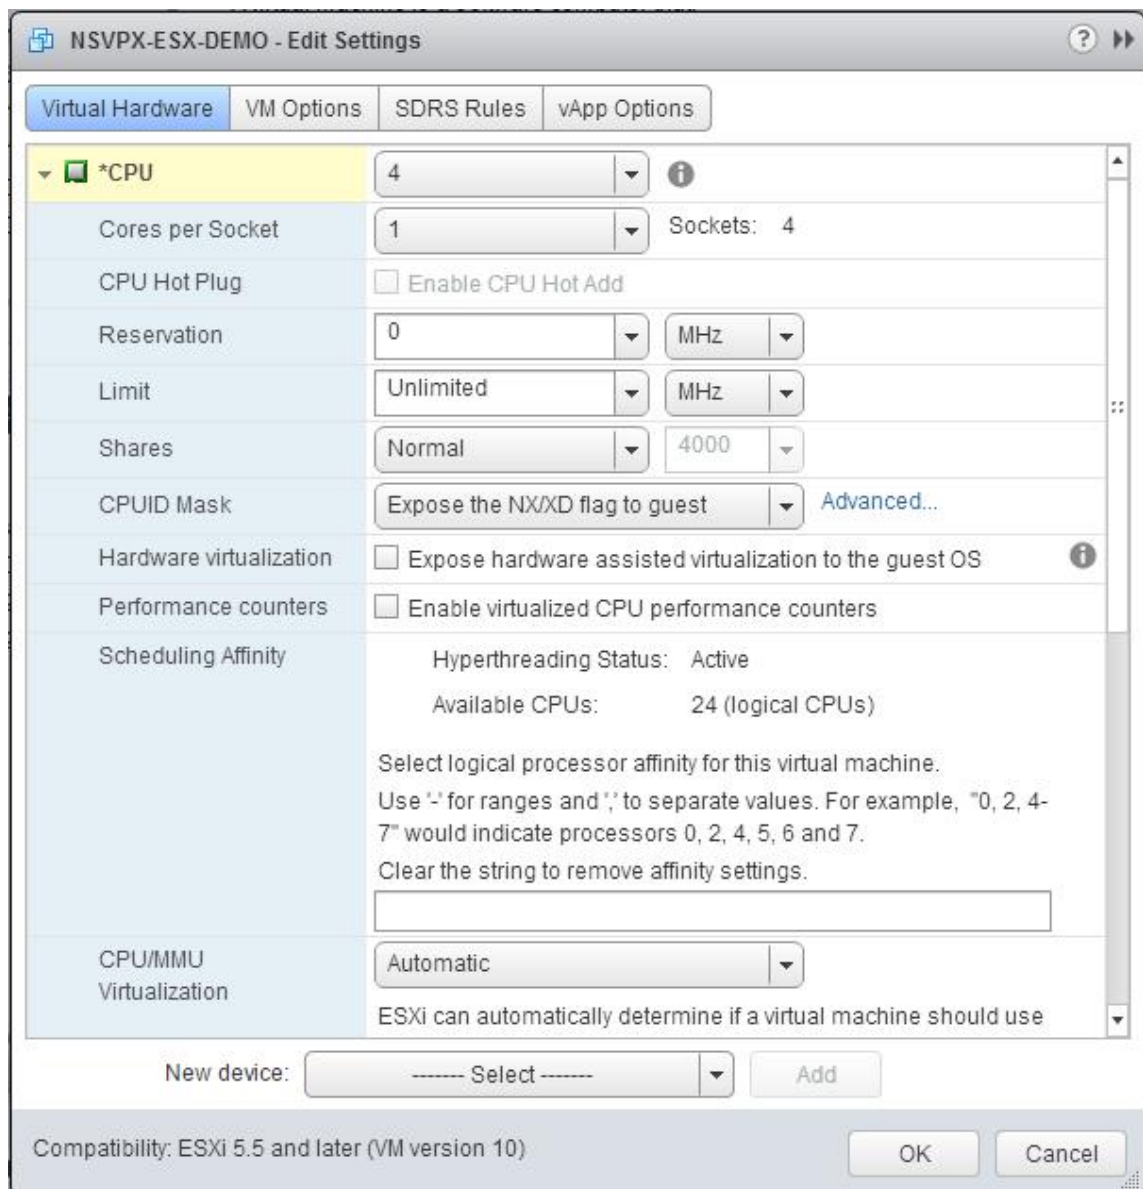 NSVPX-ESX-DEMO - Edit Settings
Virtual Hardware VM Options SDRS Rules vApp Options
*CPU 4
Cores per Socket 1 Sockets: 4
CPU Hot Plug Enable CPU Hot Add
Reservation 0 MHz
Limit Unlimited MHz
Shares Normal 4000
CPUID Mask Expose the NX/XD flag to guest Advanced...
Hardware virtualization Expose hardware assisted virtualization to the guest OS
Performance counters Enable virtualized CPU performance counters
Scheduling Affinity Hyperthreading Status: Active
Available CPUs: 24 (logical CPUs)
Select logical processor affinity for this virtual machine.
Use '-' for ranges and ',' to separate values. For example, "0, 2, 4-
7" would indicate processors 0, 2, 4, 5, 6 and 7.
Clear the string to remove affinity settings.
CPU/MMU
Virtualization
Automatic
ESXi can automatically determine if a virtual machine should use
New device: ------- Select ------- Add
Compatibility: ESXi 5.5 and later (VM version 10) OK Cancel